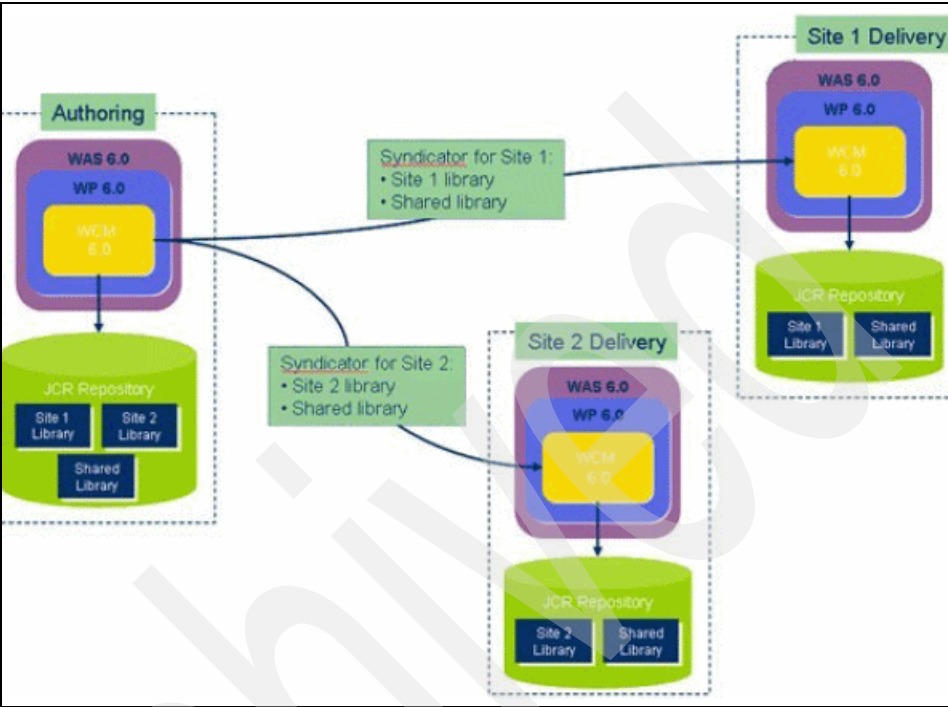 Authoring
WAS 6.0
WP 6.0
WCM
6.0
JCR Repository
Site 1
Library
Site 2
Library
Shared
Library
Syndicator for Site 1:
• Site 1 library
• Shared library
Syndicator for Site 2:
• Site 2 library
• Shared library
Site 1 Delivery
WAS 6.0
WP 6.0
WCM
6.0
JCR Repository
Site 1
Library
Shared
Library
Site 2 Delivery
WAS 6.0
WP 6.0
WCM
6.0
JCR Repository
Site 2
Library
Shared
Library